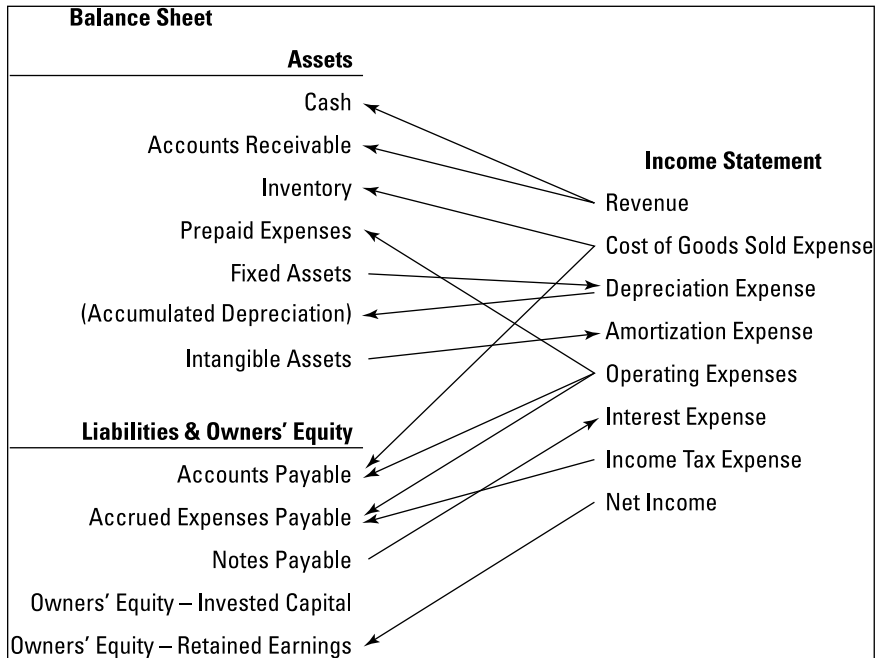 Balance Sheet
Assets
Cash
Accounts Receivable
Inventory
Prepaid Expenses
Fixed Assets
(Accumulated Depreciation)
Intangible Assets
Liabilities & Owners' Equity
Accounts Payable
Accrued Expenses Payable
Notes Payable
Owners' Equity – Invested Capital
Owners' Equity – Retained Earnings
Income Statement
Revenue
Cost of Goods Sold Expense
Depreciation Expense
Amortization Expense
Operating Expenses
Interest Expense
Income Tax Expense
Net Income